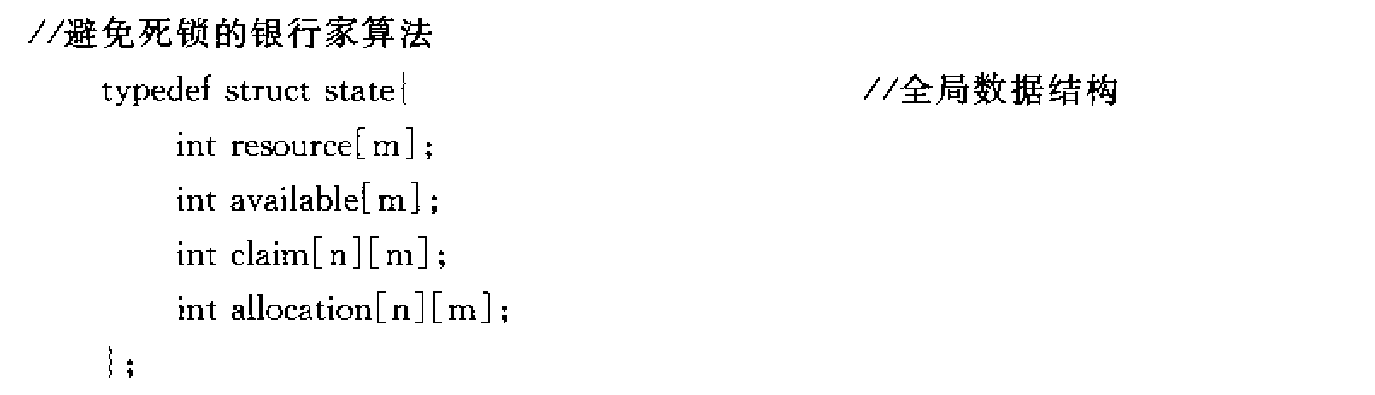 //避免死锁的银行家算法
typedef struct state{ //全局数据结构
int resource[m];
int available[m];
int claim[n][m];
int allocation[n][m];
};